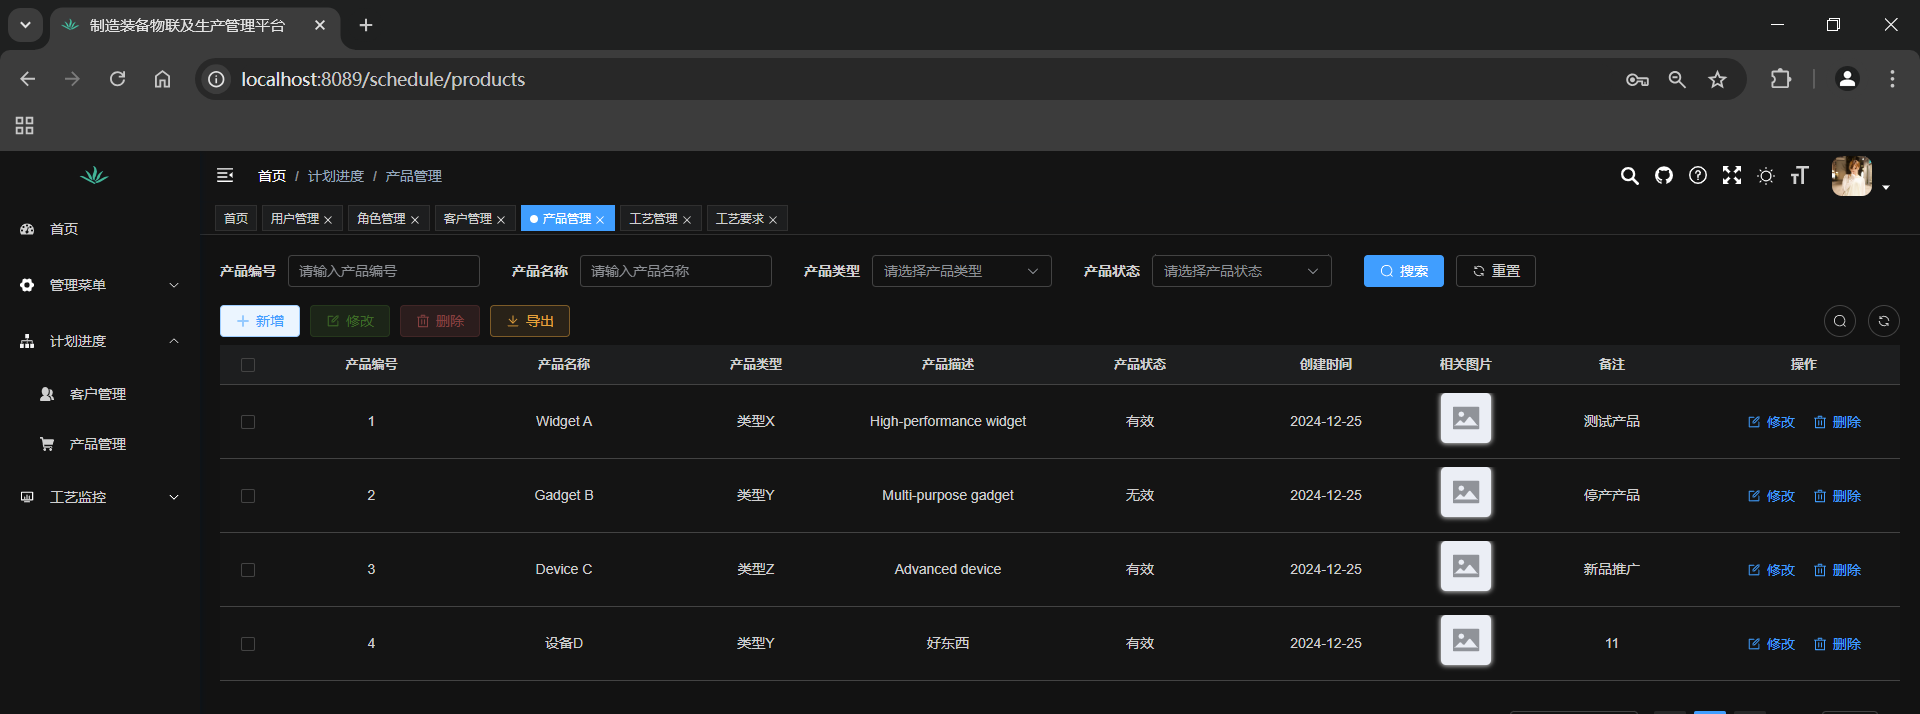 制造装备物联及生产管理平台
localhost:8089/schedule/products
首页 / 计划进度 / 产品管理
首页 用户管理 角色管理 客户管理 产品管理 工艺管理 工艺要求
首页
管理菜单
计划进度
客户管理
产品管理
工艺监控
产品编号 请输入产品编号 产品名称 请输入产品名称 产品类型 请选择产品类型 产品状态 请选择产品状态 搜索 重置
新增 修改 删除 导出
产品编号 产品名称 产品类型 产品描述 产品状态 创建时间 相关图片 备注 操作
1 Widget A 类型X High-performance widget 有效 2024-12-25 测试产品 修改 删除
2 Gadget B 类型Y Multi-purpose gadget 无效 2024-12-25 停产产品 修改 删除
3 Device C 类型Z Advanced device 有效 2024-12-25 新品推广 修改 删除
4 设备D 类型Y 好东西 有效 2024-12-25 11 修改 删除